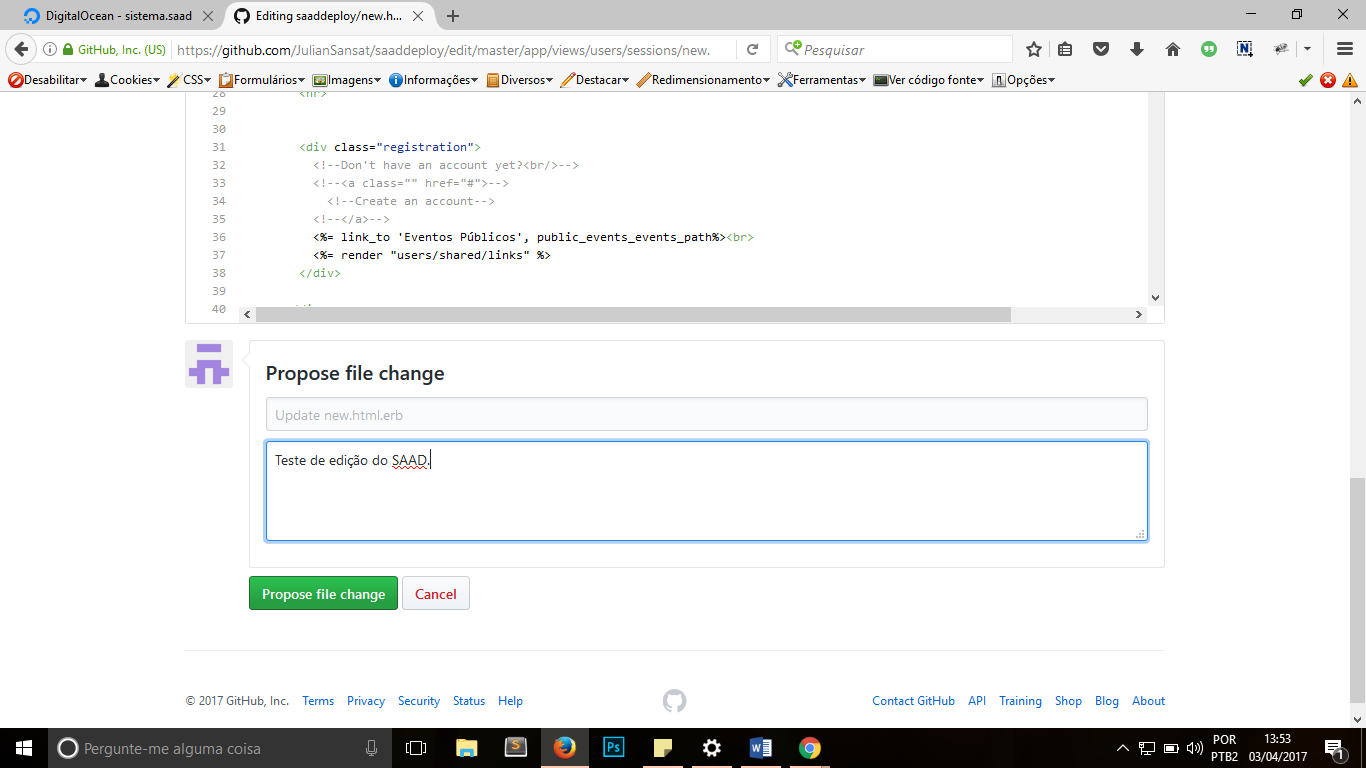 DigitalOcean - sistema.saad
Editing saaddeploy/new.h...
GitHub, Inc. (US)
https://github.com/JulianSansat/saaddeploy/edit/master/app/views/users/sessions/new.
Pesquisar
Desabilitar Cookies CSS Formulários Imagens Informações Diversos Destacar Redimensionamento Ferramentas Ver código fonte Opções
28 <hr>
29
30
31 <div class="registration">
32 <!--Don't have an account yet?<br/>-->
33 <!--<a class="" href="#">-->
34 <!--Create an account-->
35 <!--</a>-->
36 <%= link_to 'Eventos Públicos', public_events_events_path%><br>
37 <%= render "users/shared/links" %>
38 </div>
39
40
Propose file change
Update new.html.erb
Teste de edição do SAAD.
Propose file change Cancel
© 2017 GitHub, Inc. Terms Privacy Security Status Help
Contact GitHub API Training Shop Blog About
Pergunte-me alguma coisa
S
Ps
W
POR
PTB2
13:53
03/04/2017
1